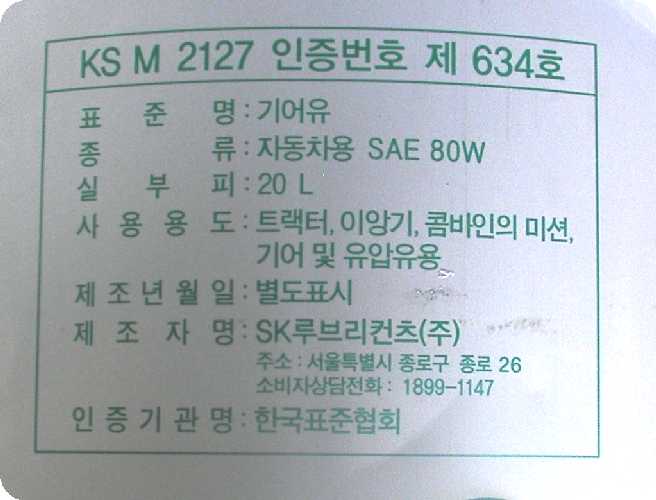 KS M 2127 인증번호 제 634호
표 준 명 : 기어유
종 류 : 자동차용 SAE 80W
실 부 피 : 20 L
사 용 용 도 : 트랙터, 이앙기, 콤바인의 미션,
기어 및 유압유용
제 조 년 월 일 : 별도표시
제 조 자 명 : SK루브리컨츠(주)
주소 : 서울특별시 종로구 종로 26
소비자상담전화 : 1899-1147
인 증 기 관 명 : 한국표준협회